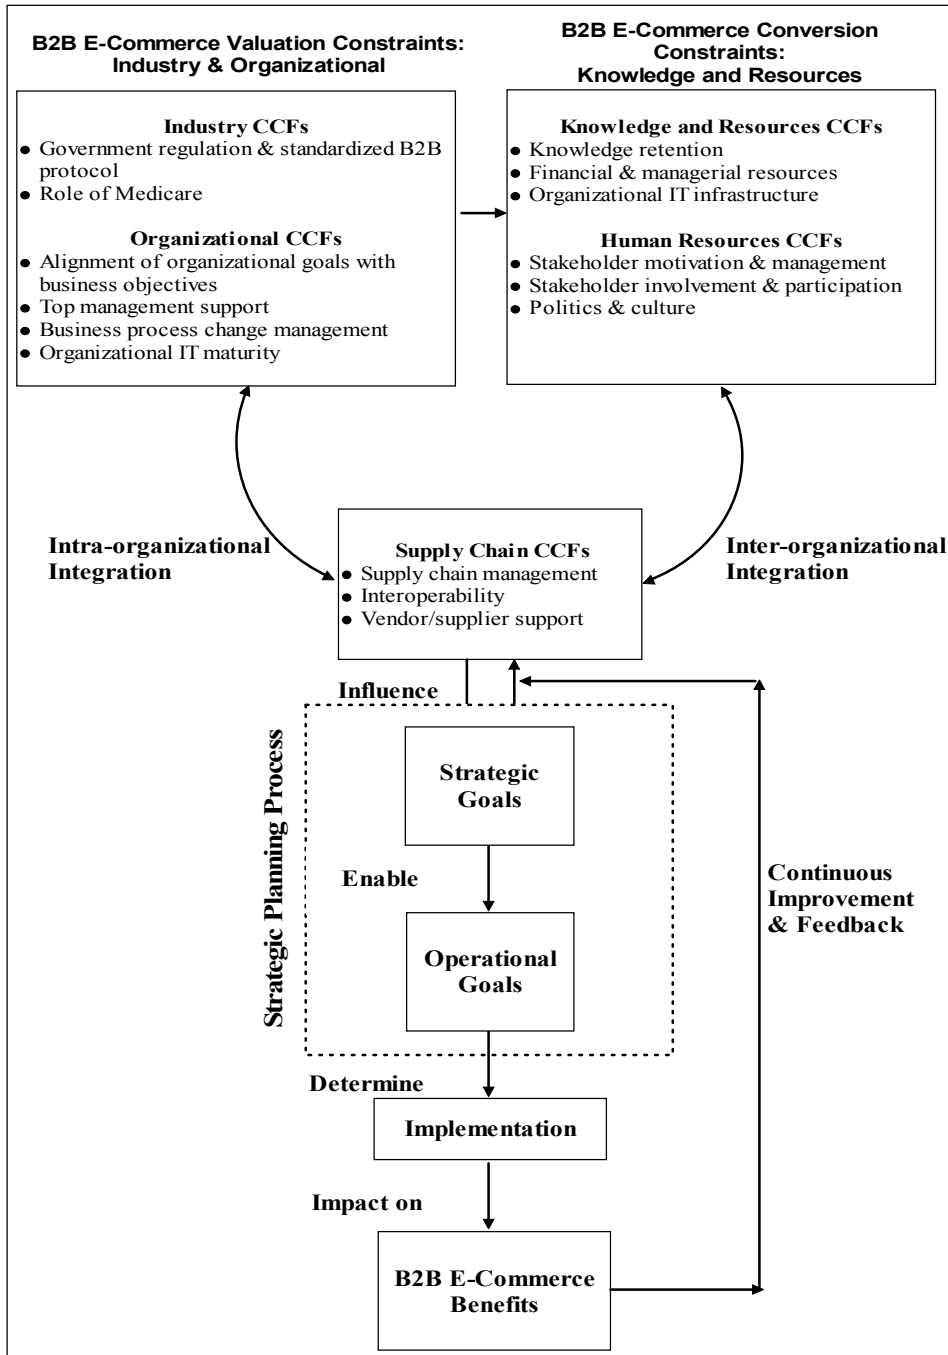 B2B E-Commerce Valuation Constraints:
Industry & Organizational
B2B E-Commerce Conversion
Constraints:
Knowledge and Resources
Industry CCFs
● Government regulation & standardized B2B
protocol
● Role of Medicare
Organizational CCFs
● Alignment of organizational goals with
business objectives
● Top management support
● Business process change management
● Organizational IT maturity
Knowledge and Resources CCFs
● Knowledge retention
● Financial & managerial resources
● Organizational IT infrastructure
Human Resources CCFs
● Stakeholder motivation & management
● Stakeholder involvement & participation
● Politics & culture
Intra-organizational
Integration
Supply Chain CCFs
● Supply chain management
● Interoperability
● Vendor/supplier support
Inter-organizational
Integration
Influence
Strategic Planning Process
Strategic
Goals
Enable
Operational
Goals
Continuous
Improvement
& Feedback
Determine
Implementation
Impact on
B2B E-Commerce
Benefits